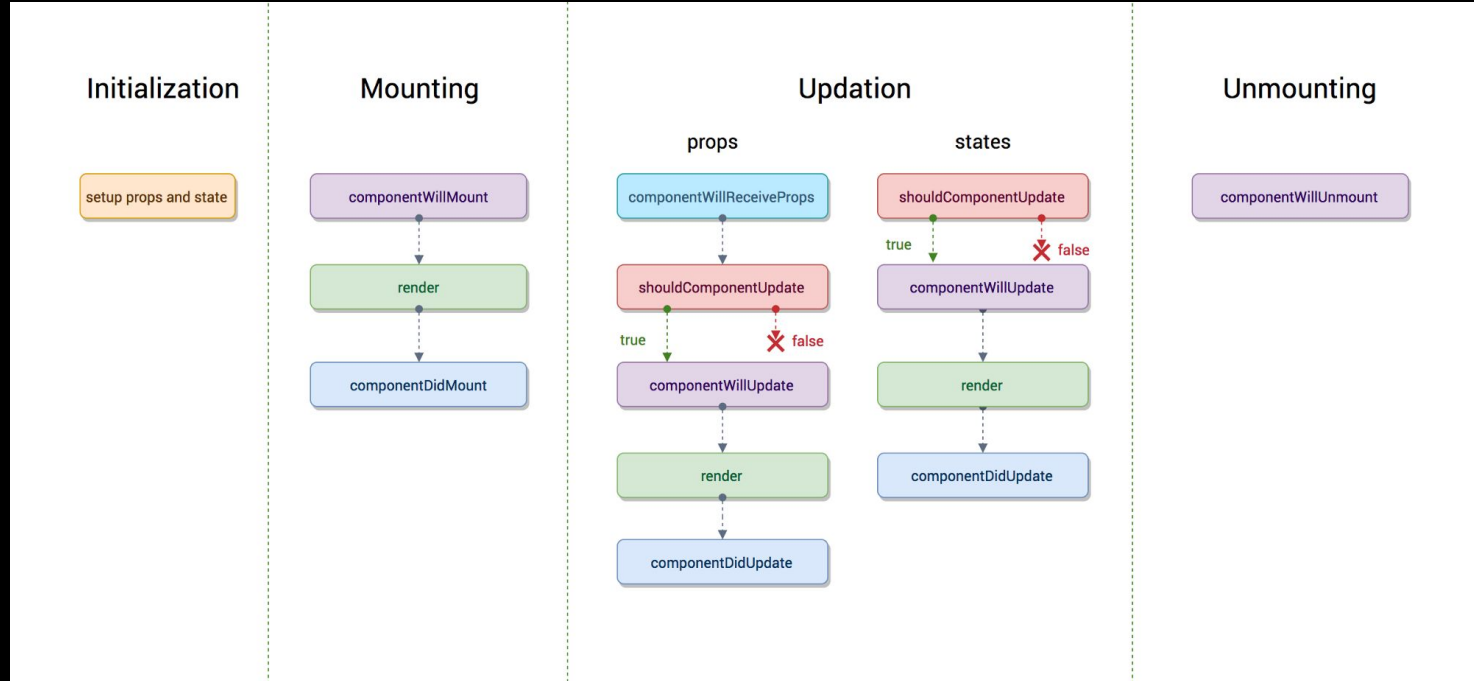 Initialization
setup props and state
Mounting
componentWillMount
render
componentDidMount
Updation
props
componentWillReceiveProps
shouldComponentUpdate
true
false
componentWillUpdate
render
componentDidUpdate
states
shouldComponentUpdate
true
false
componentWillUpdate
render
componentDidUpdate
Unmounting
componentWillUnmount